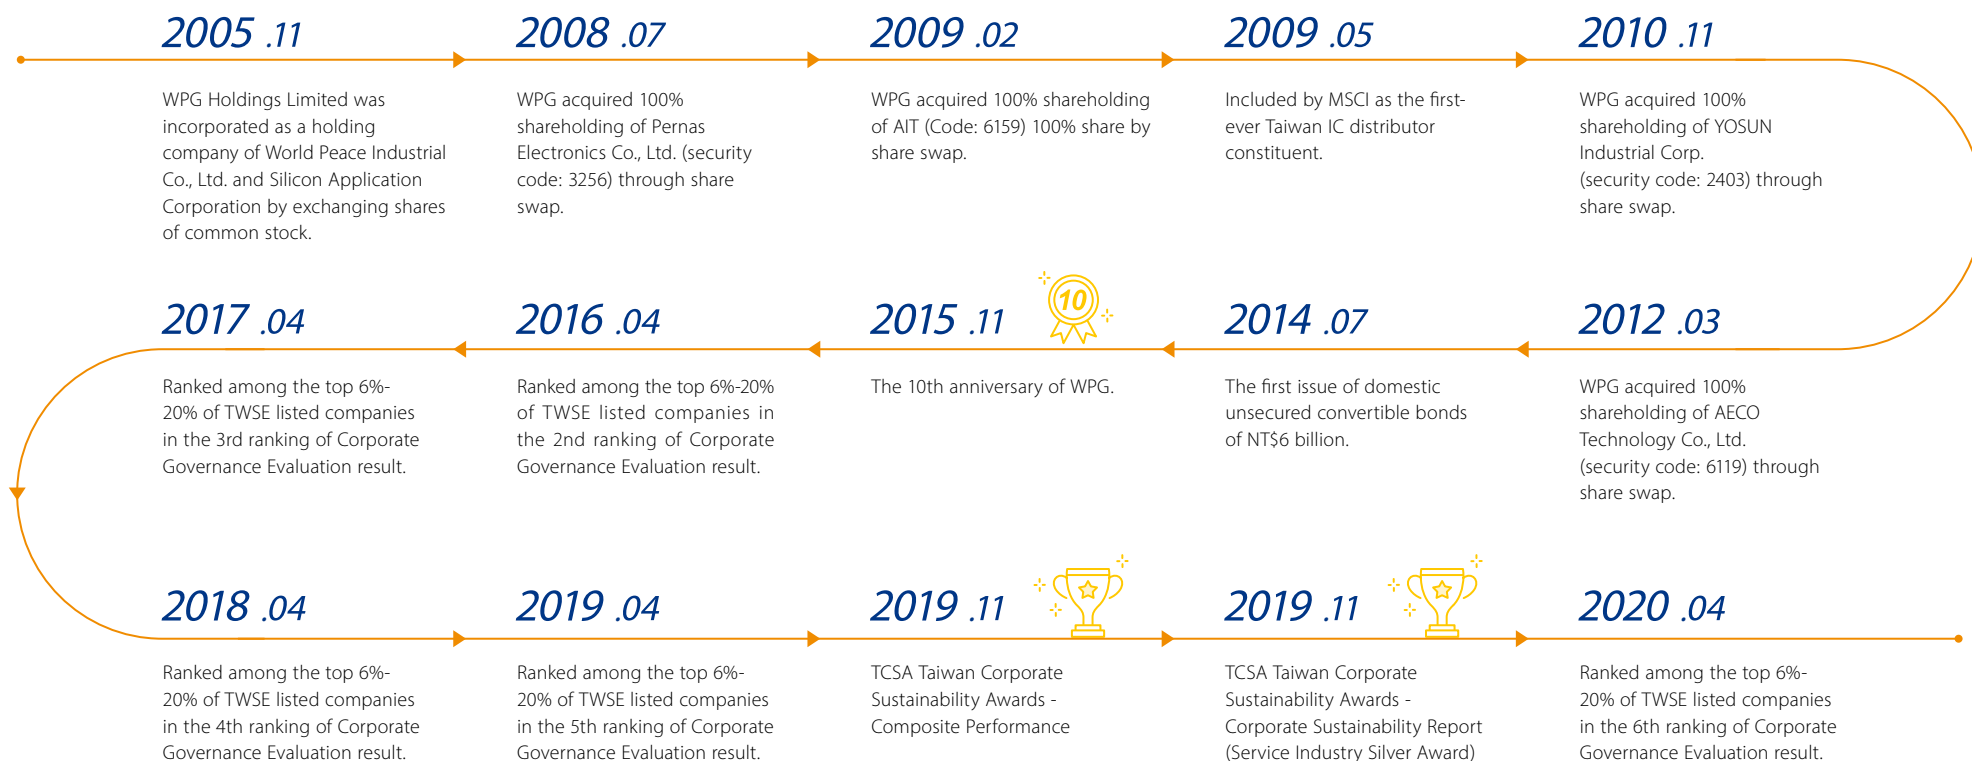 2005 .11
WPG Holdings Limited was
incorporated as a holding
company of World Peace Industrial
Co., Ltd. and Silicon Application
Corporation by exchanging shares
of common stock.
2008 .07
WPG acquired 100%
shareholding of Pernas
Electronics Co., Ltd. (security
code: 3256) through share
swap.
2009 .02
WPG acquired 100% shareholding
of AIT (Code: 6159) 100% share by
share swap.
2009 .05
Included by MSCI as the first-
ever Taiwan IC distributor
constituent.
2010 .11
WPG acquired 100%
shareholding of YOSUN
Industrial Corp.
(security code: 2403) through
share swap.
2012 .03
WPG acquired 100%
shareholding of AECO
Technology Co., Ltd.
(security code: 6119) through
share swap.
2014 .07
The first issue of domestic
unsecured convertible bonds
of NT$6 billion.
2015 .11
10
The 10th anniversary of WPG.
2016 .04
Ranked among the top 6%-20%
of TWSE listed companies in
the 2nd ranking of Corporate
Governance Evaluation result.
2017 .04
Ranked among the top 6%-
20% of TWSE listed companies
in the 3rd ranking of Corporate
Governance Evaluation result.
2018 .04
Ranked among the top 6%-
20% of TWSE listed companies
in the 4th ranking of Corporate
Governance Evaluation result.
2019 .04
Ranked among the top 6%-
20% of TWSE listed companies
in the 5th ranking of Corporate
Governance Evaluation result.
2019 .11
TCSA Taiwan Corporate
Sustainability Awards -
Composite Performance
2019 .11
TCSA Taiwan Corporate
Sustainability Awards -
Corporate Sustainability Report
(Service Industry Silver Award)
2020 .04
Ranked among the top 6%-
20% of TWSE listed companies
in the 6th ranking of Corporate
Governance Evaluation result.